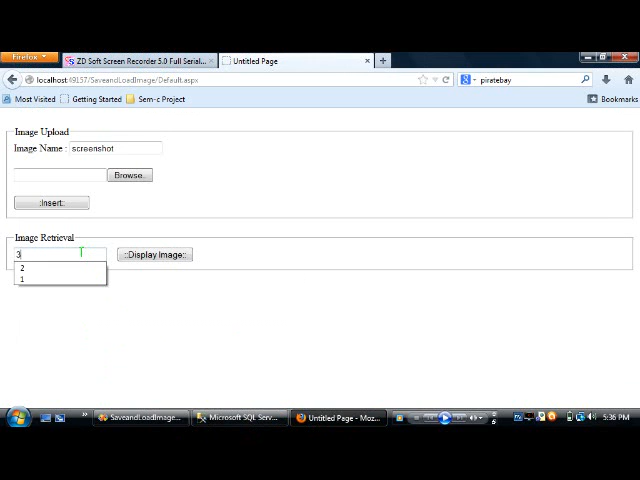 Firefox
ZD Soft Screen Recorder 5.0 Full Serial...
Untitled Page
localhost:49157/SaveandLoadImage/Default.aspx
piratebay
Most Visited
Getting Started
Sem-c Project
Bookmarks
Image Upload
Image Name :
screenshot
Browse..
:Insert::
Image Retrieval
3
::Display Image::
2
1
SaveandLoadImage...
Microsoft SQL Serv...
Untitled Page - Moz...
5:36 PM